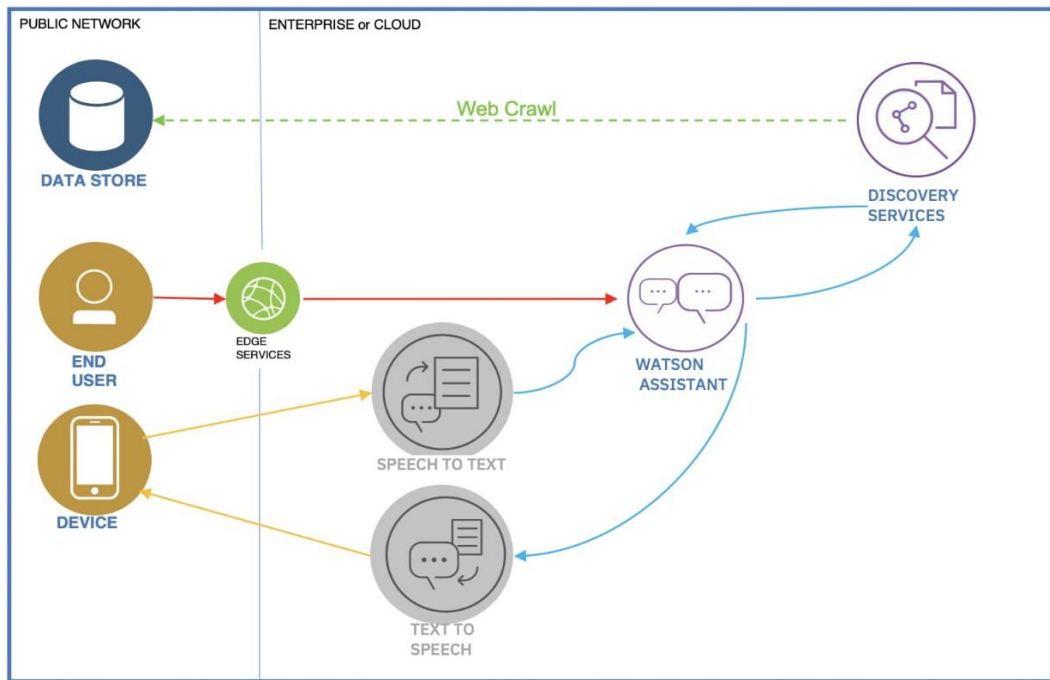 PUBLIC NETWORK
ENTERPRISE or CLOUD
Web Crawl
DATA STORE
DISCOVERY
SERVICES
EDGE
SERVICES
END
USER
WATSON
ASSISTANT
SPEECH TO TEXT
DEVICE
TEXT TO
SPEECH